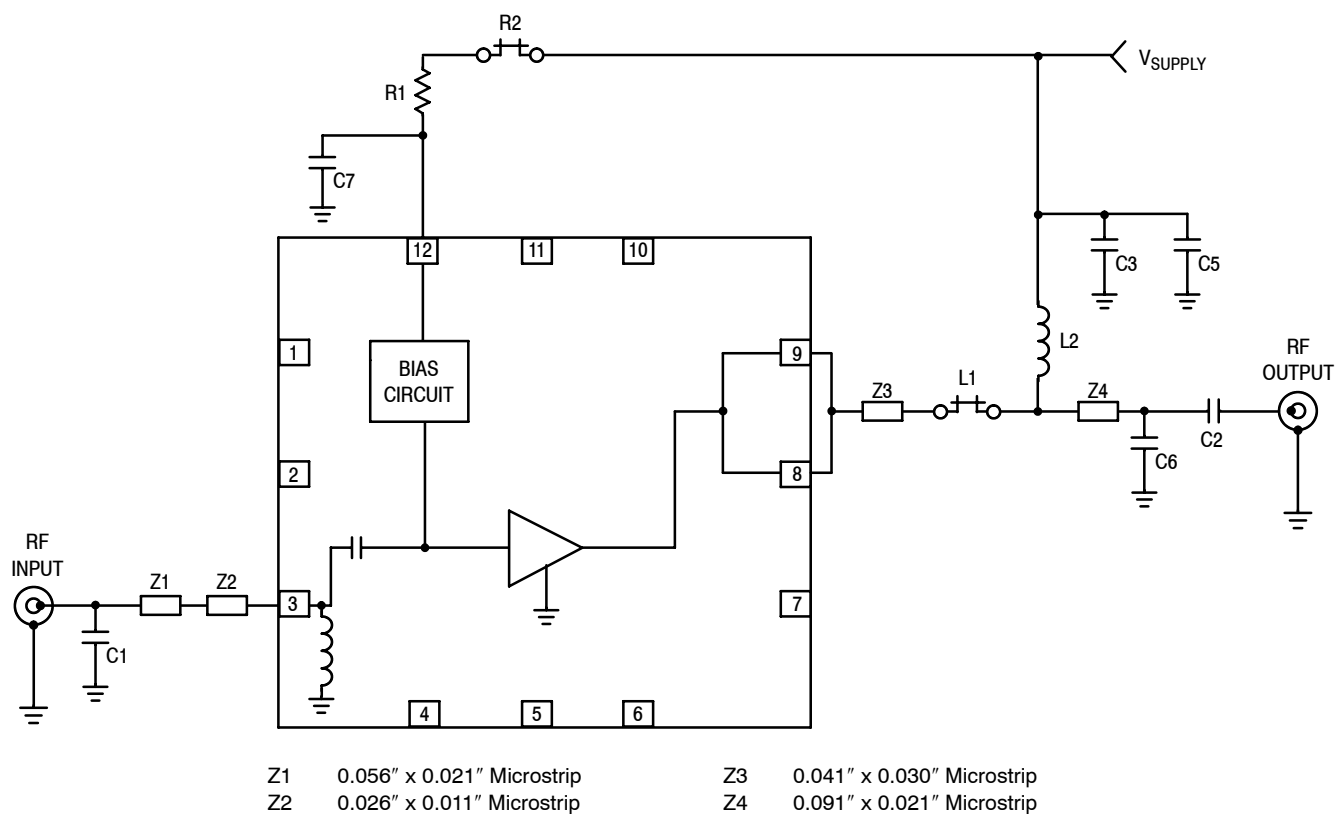 R2
V_SUPPLY
R1
C7
12
11
10
C3
C5
1
BIAS
CIRCUIT
9
L2
RF
OUTPUT
Z3
L1
Z4
C2
C6
2
8
RF
INPUT
Z1
Z2
3
7
C1
4
5
6
Z1 0.056″ x 0.021″ Microstrip
Z2 0.026″ x 0.011″ Microstrip
Z3 0.041″ x 0.030″ Microstrip
Z4 0.091″ x 0.021″ Microstrip